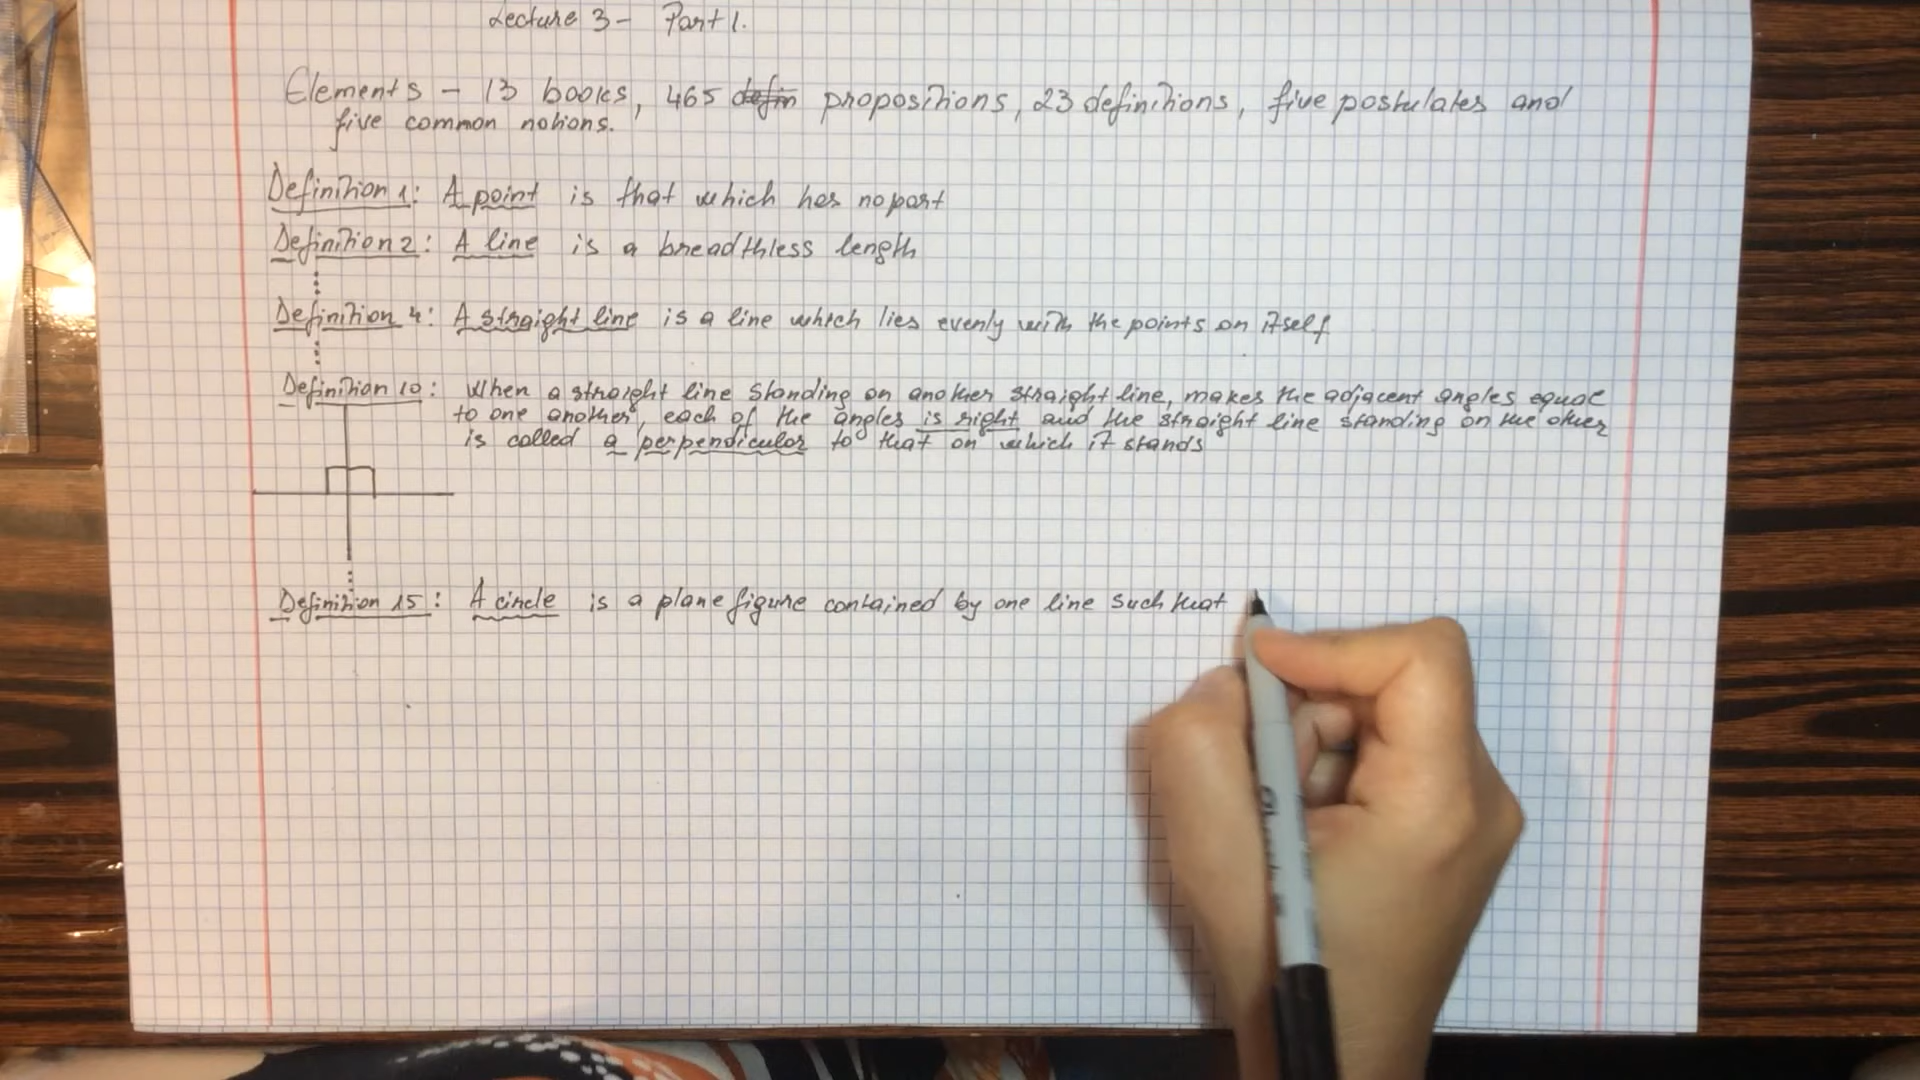 Lecture 3 - Part 1.
Elements - 13 books, 465 defin propositions, 23 definitions, five postulates and
five common notions.
Definition 1: A point is that which has no part
Definition 2: A line is a breadthless length
Definition 4: A straight line is a line which lies evenly with the points on itself
Definition 10: When a straight line standing on another straight line, makes the adjacent angles equal
to one another, each of the angles is right and the straight line standing on the other
is called a perpendicular to that on which it stands
Definition 15: A circle is a plane figure contained by one line such that